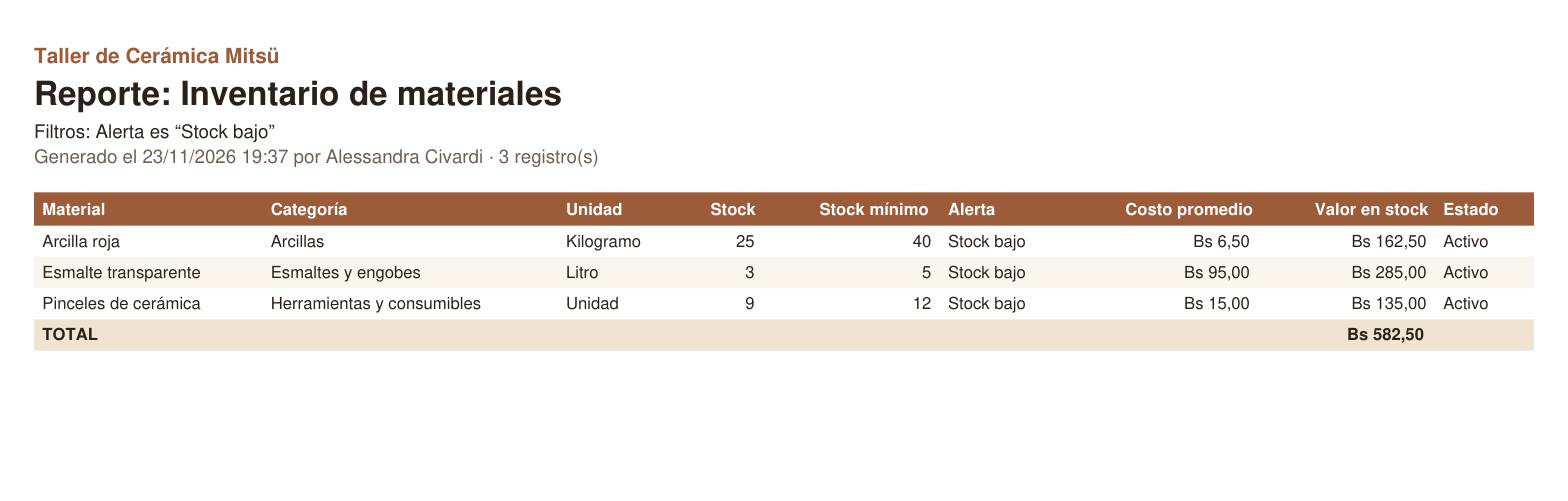 Taller de Cerámica Mitsü
Reporte: Inventario de materiales
Filtros: Alerta es “Stock bajo”
Generado el 23/11/2026 19:37 por Alessandra Civardi · 3 registro(s)
Material Categoría Unidad Stock Stock mínimo Alerta Costo promedio Valor en stock Estado
Arcilla roja Arcillas Kilogramo 25 40 Stock bajo Bs 6,50 Bs 162,50 Activo
Esmalte transparente Esmaltes y engobes Litro 3 5 Stock bajo Bs 95,00 Bs 285,00 Activo
Pinceles de cerámica Herramientas y consumibles Unidad 9 12 Stock bajo Bs 15,00 Bs 135,00 Activo
TOTAL Bs 582,50